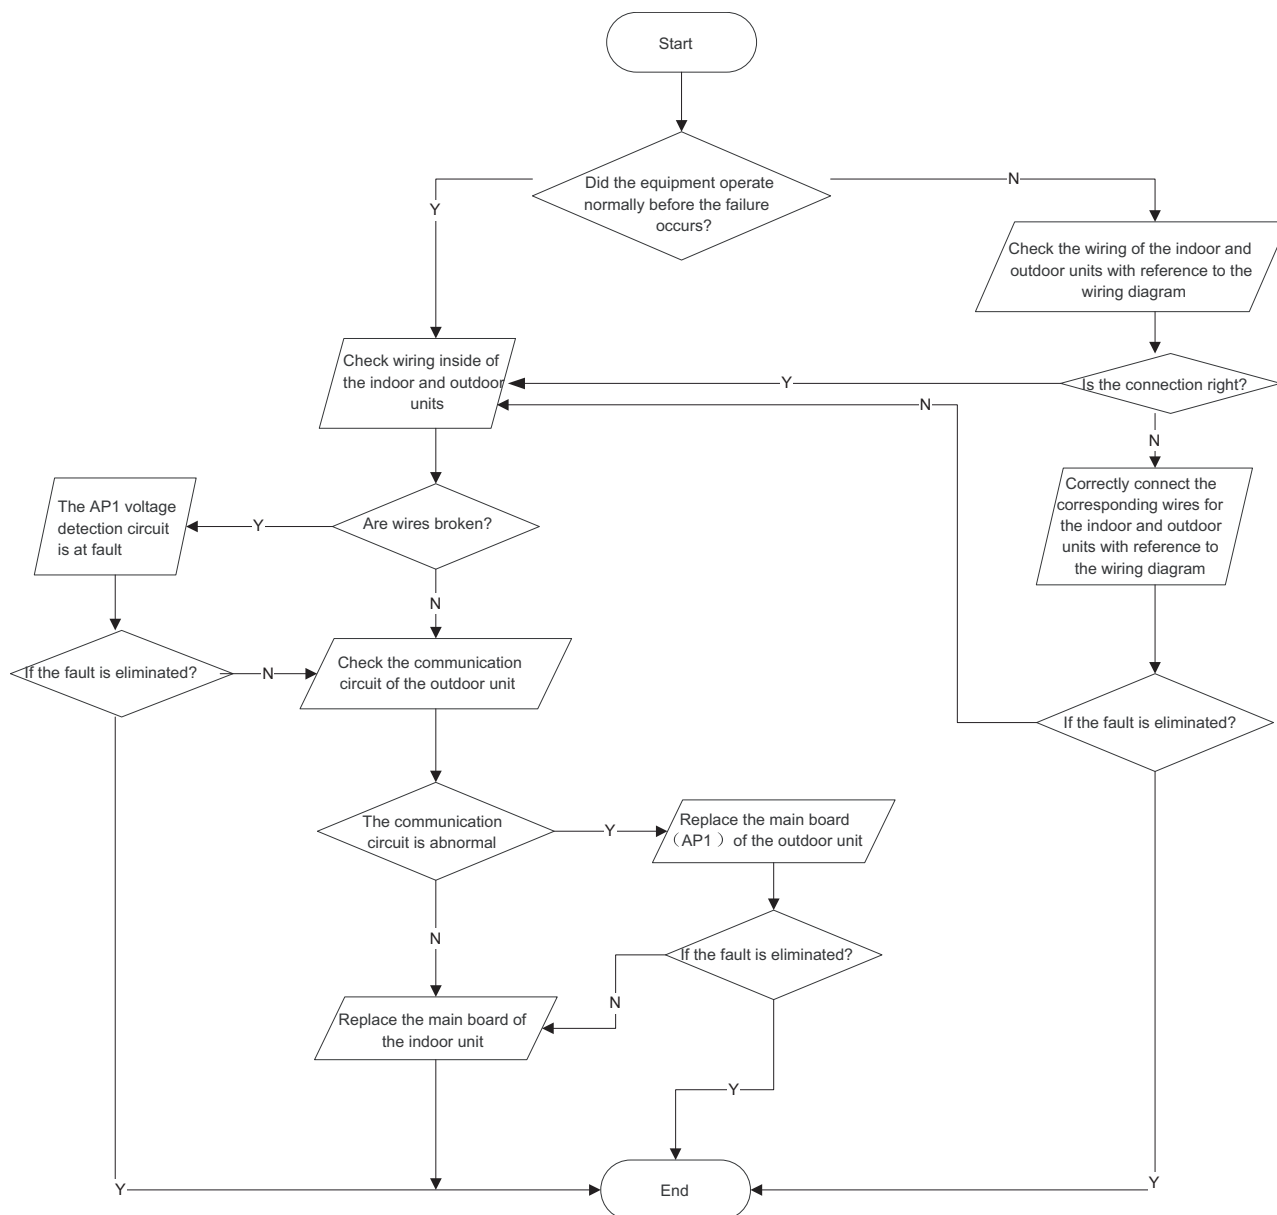 Start
Did the equipment operate
normally before the failure
occurs?
Y
N
Check the wiring of the indoor and
outdoor units with reference to the
wiring diagram
Check wiring inside of
the indoor and outdoor
units
Y
Is the connection right?
N
N
The AP1 voltage
detection circuit
is at fault
Y
Are wires broken?
Correctly connect the
corresponding wires for
the indoor and outdoor
units with reference to
the wiring diagram
N
If the fault is eliminated?
N
Check the communication
circuit of the outdoor unit
If the fault is eliminated?
The communication
circuit is abnormal
Y
Replace the main board
（AP1 ）of the outdoor unit
N
If the fault is eliminated?
N
Replace the main board of
the indoor unit
Y
Y
End
Y